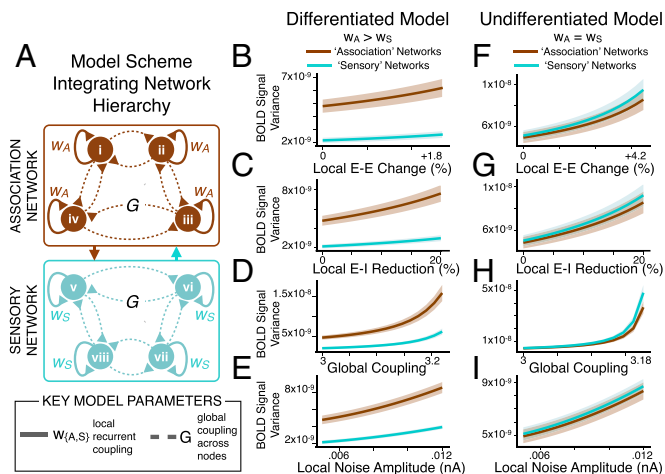 Differentiated Model
W_A > W_S
'Association' Networks
'Sensory' Networks
Undifferentiated Model
W_A = W_S
'Association' Networks
'Sensory' Networks
A
Model Scheme
Integrating Network
Hierarchy
ASSOCIATION
NETWORK
W_A
W_A
i
ii
W_A
W_A
G
iv
iii
SENSORY
NETWORK
v
vi
W_S
G
W_S
W_S
viii
vii
W_S
KEY MODEL PARAMETERS
W_{A,S}
local
recurrent
coupling
G
global
coupling
across
nodes
B
BOLD Signal
Variance
7x10⁻⁹
2x10⁻⁹
0
+1.8
Local E-E Change (%)
F
1x10⁻⁸
6x10⁻⁹
0
+4.2
Local E-E Change (%)
C
BOLD Signal
Variance
8x10⁻⁹
2x10⁻⁹
0
20
Local E-I Reduction (%)
G
1x10⁻⁸
6x10⁻⁹
0
20
Local E-I Reduction (%)
D
BOLD Signal
Variance
1.5x10⁻⁸
5x10⁻⁹
3
3.2
Global Coupling
H
5x10⁻⁸
1x10⁻⁸
3
3.18
Global Coupling
E
BOLD Signal
Variance
8x10⁻⁹
2x10⁻⁹
.006
.012
Local Noise Amplitude (nA)
I
9x10⁻⁹
5x10⁻⁹
.006
.012
Local Noise Amplitude (nA)